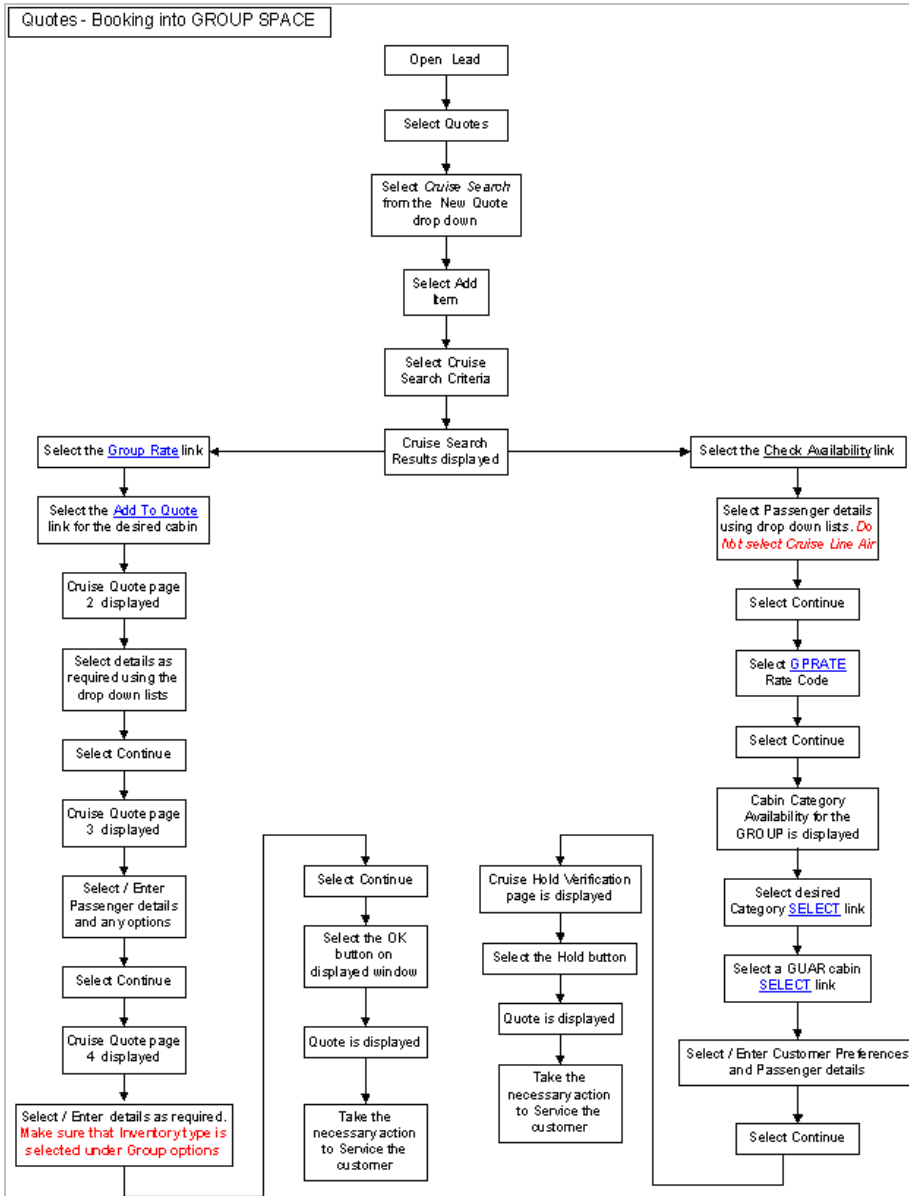 Quotes - Booking into GROUP SPACE
Open Lead
Select Quotes
Select Cruise Search
from the New Quote
drop down
Select Add
Item
Select Cruise
Search Criteria
Cruise Search
Results displayed
Select the Group Rate link
Select the Add To Quote
link for the desired cabin
Cruise Quote page
2 displayed
Select details as
required using the
drop down lists
Select Continue
Cruise Quote page
3 displayed
Select / Enter
Passenger details
and any options
Select Continue
Cruise Quote page
4 displayed
Select / Enter details as required.
Make sure that Inventory type is
selected under Group options
Select Continue
Select the OK
button on
displayed window
Quote is displayed
Take the
necessary action
to Service the
customer
Select the Check Availability link
Select Passenger details
using drop down lists. Do
Not select Cruise Line Air
Select Continue
Select GPRATE
Rate Code
Select Continue
Cabin Category
Availability for the
GROUP is displayed
Select desired
Category SELECT link
Select a GUAR cabin
SELECT link
Select / Enter Customer Preferences
and Passenger details
Select Continue
Cruise Hold Verification
page is displayed
Select the Hold button
Quote is displayed
Take the
necessary action
to Service the
customer